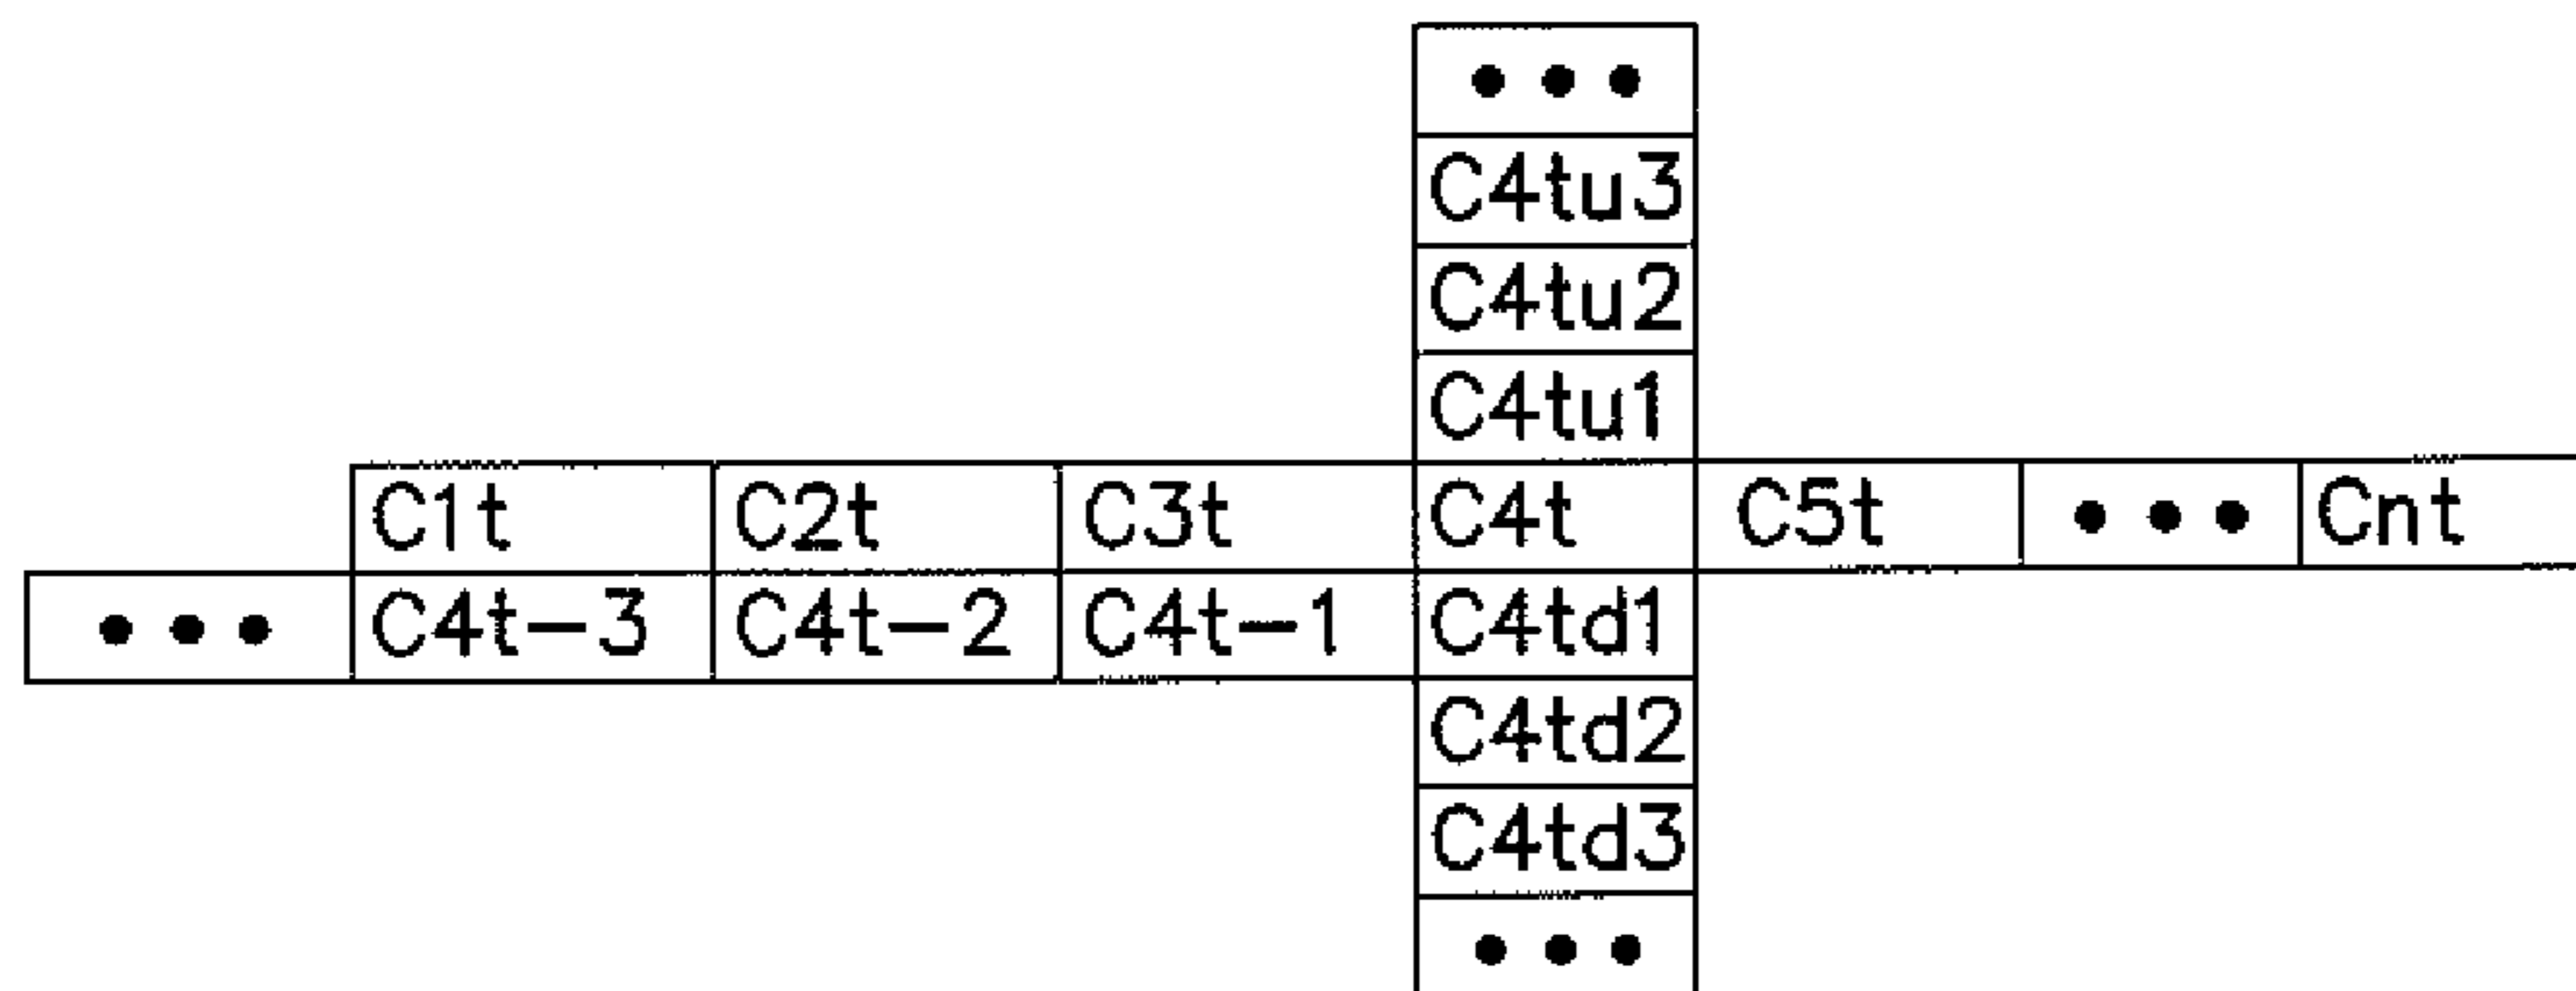 • • •
C4tu3
C4tu2
C4tu1
C1t C2t C3t C4t C5t • • • Cnt
• • • C4t-3 C4t-2 C4t-1 C4td1
C4td2
C4td3
• • •